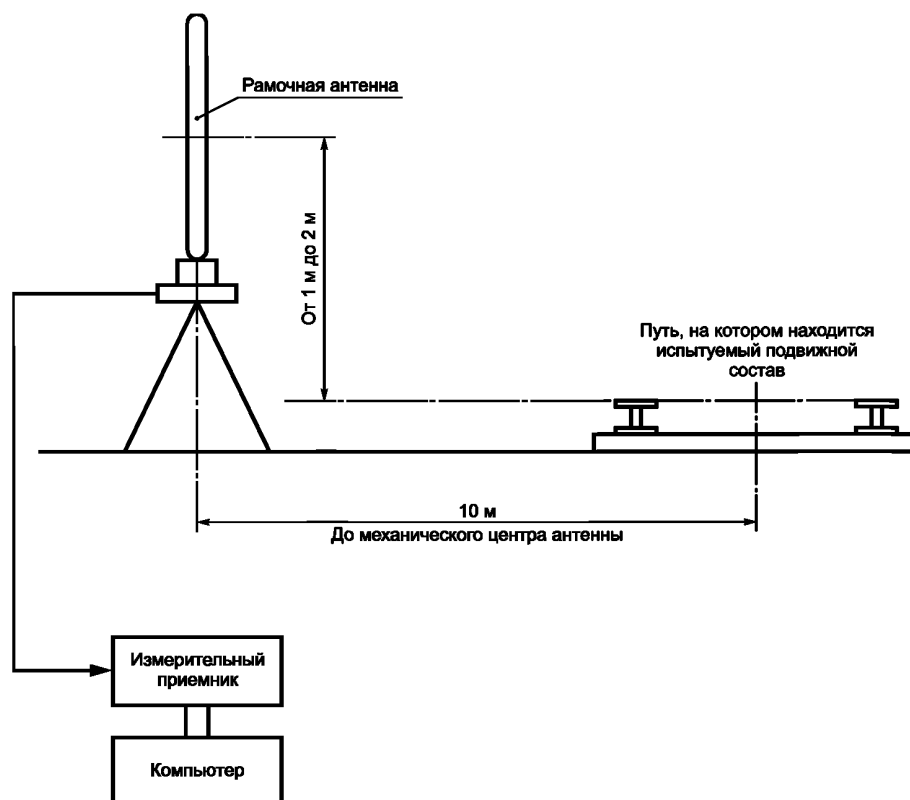 Рамочная антенна
От 1 м до 2 м
Путь, на котором находится
испытуемый подвижной
состав
10 м
До механического центра антенны
Измерительный
приемник
Компьютер